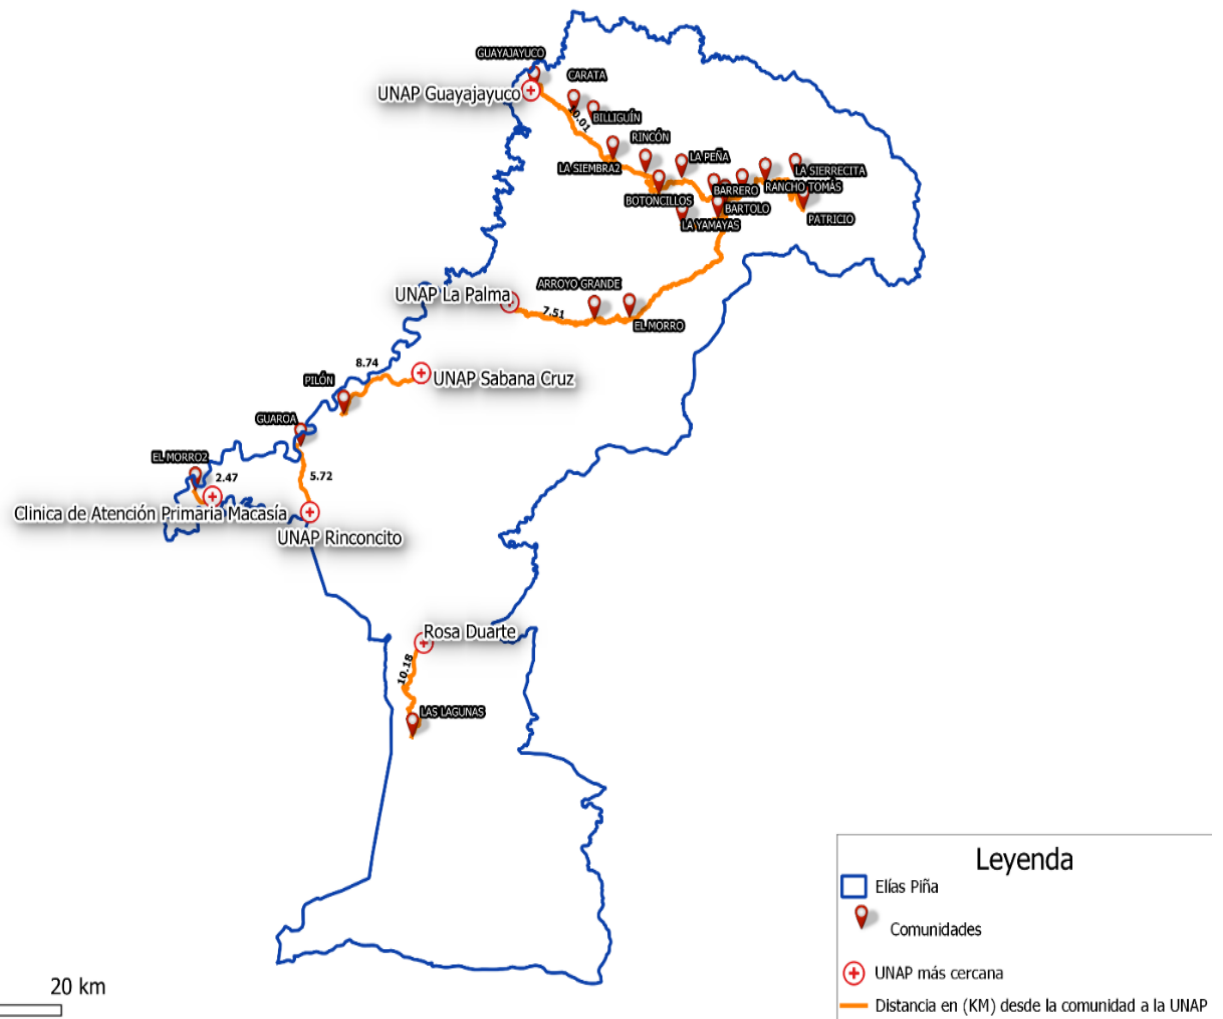 GUAYAJAYUCO
CARATA
UNAP Guayajayuco
10.01
BILLIGUÍN
RINCÓN
LA PEÑA
LA SIEMBRA2
LA SIERRECITA
BARRERO
RANCHO TOMÁS
BOTONCILLOS
BARTOLO
LA YAMAYAS
PATRICIO
ARROYO GRANDE
UNAP La Palma
7.51
EL MORRO
8.74
PILÓN
UNAP Sabana Cruz
GUAROA
EL MORRO2
2.47
5.72
Clinica de Atención Primaria Macasía
UNAP Rinconcito
Rosa Duarte
10.18
LAS LAGUNAS
Leyenda
Elías Piña
Comunidades
UNAP más cercana
Distancia en (KM) desde la comunidad a la UNAP
20 km